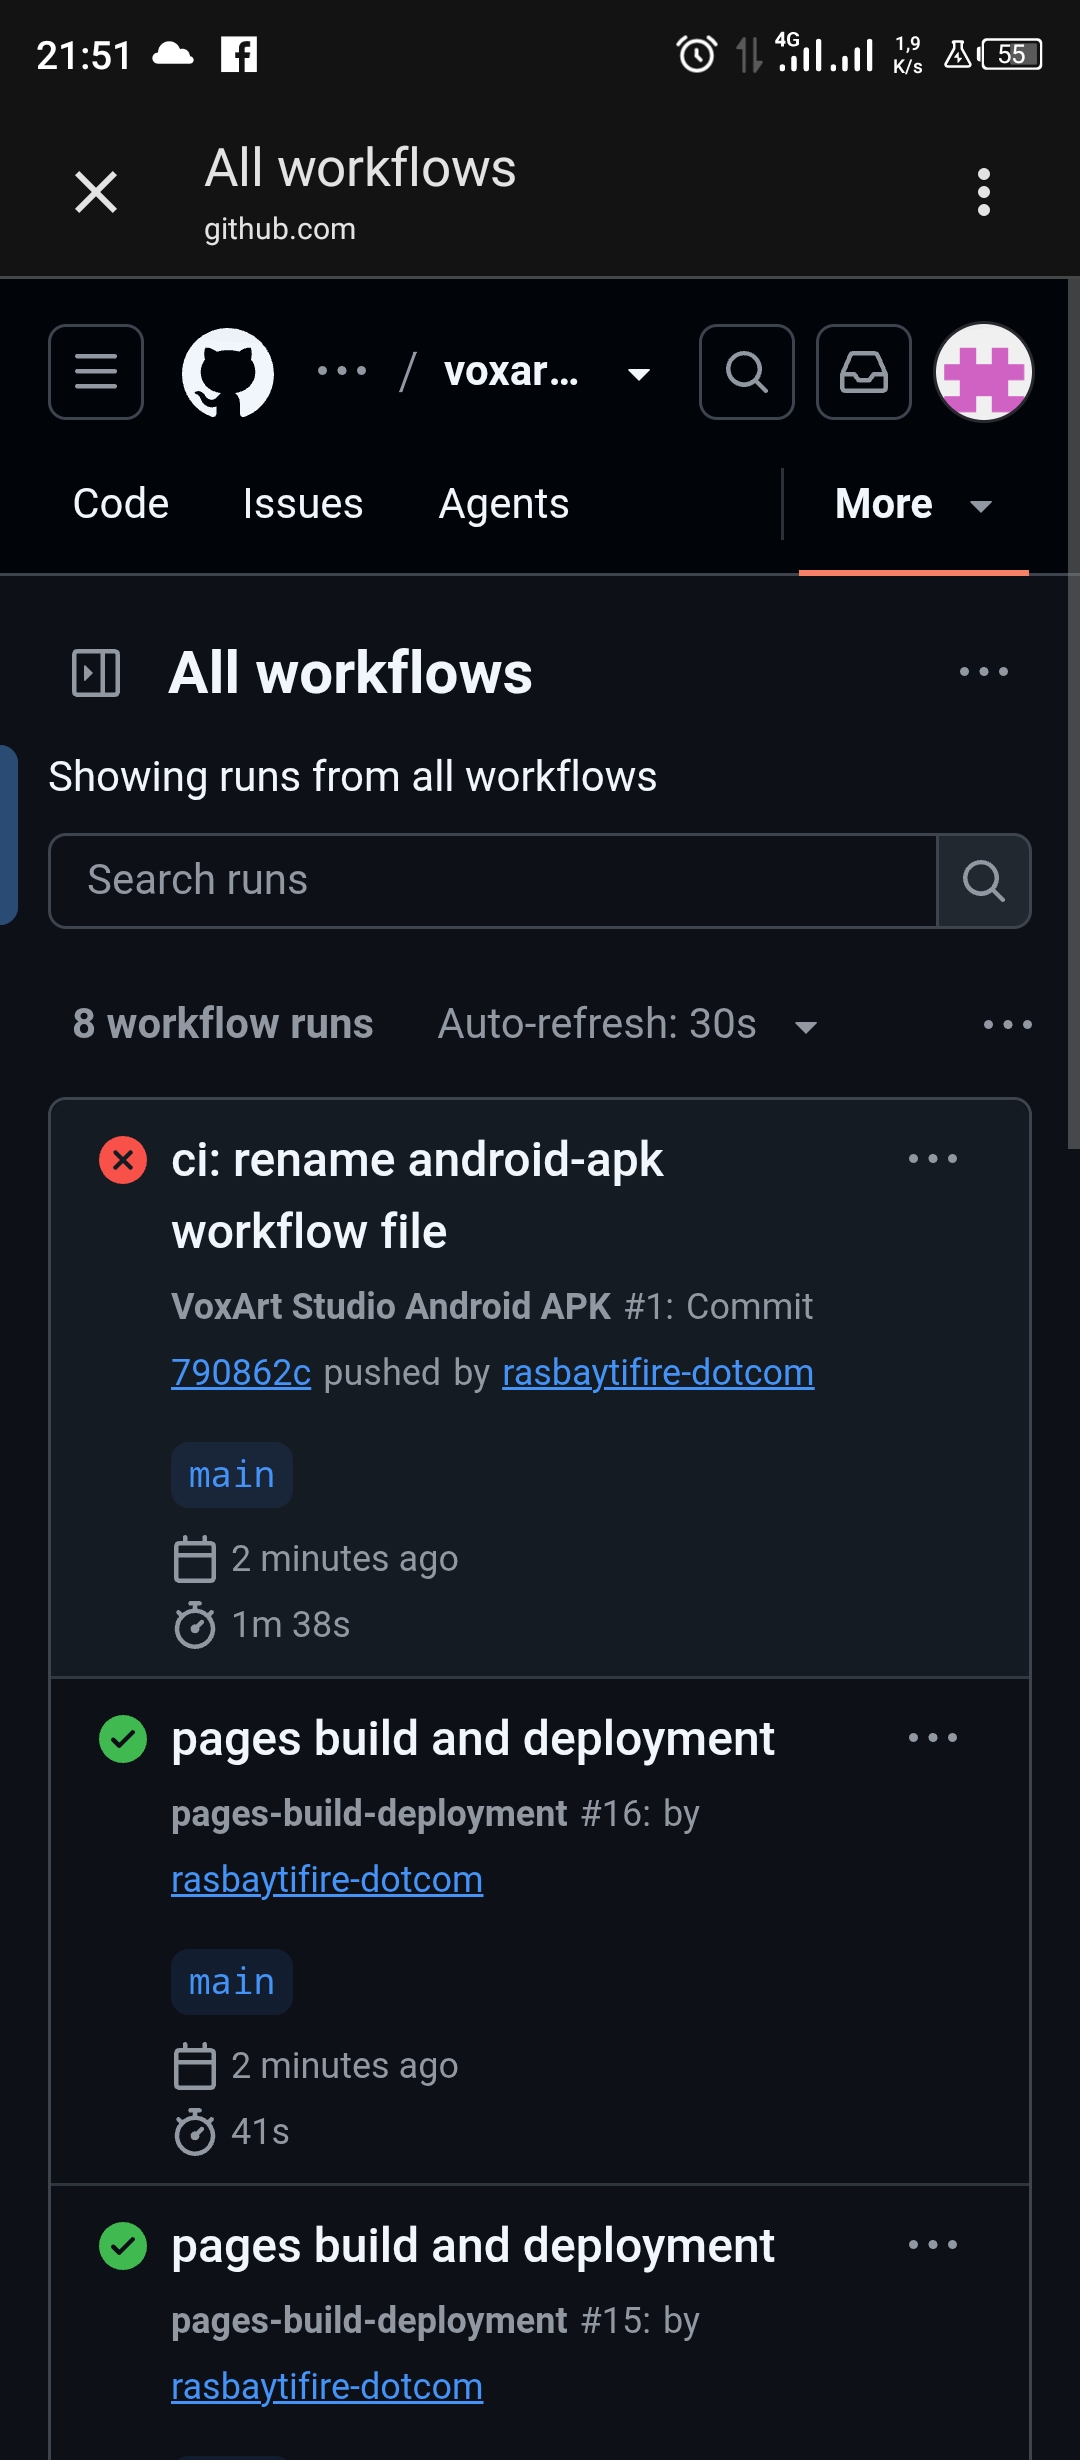 21:51
4G
1,9
K/s
55
All workflows
github.com
/ voxar...
Code Issues Agents More
All workflows
Showing runs from all workflows
Search runs
8 workflow runs Auto-refresh: 30s
ci: rename android-apk
workflow file
VoxArt Studio Android APK #1: Commit
790862c pushed by rasbaytifire-dotcom
main
2 minutes ago
1m 38s
pages build and deployment
pages-build-deployment #16: by
rasbaytifire-dotcom
main
2 minutes ago
41s
pages build and deployment
pages-build-deployment #15: by
rasbaytifire-dotcom